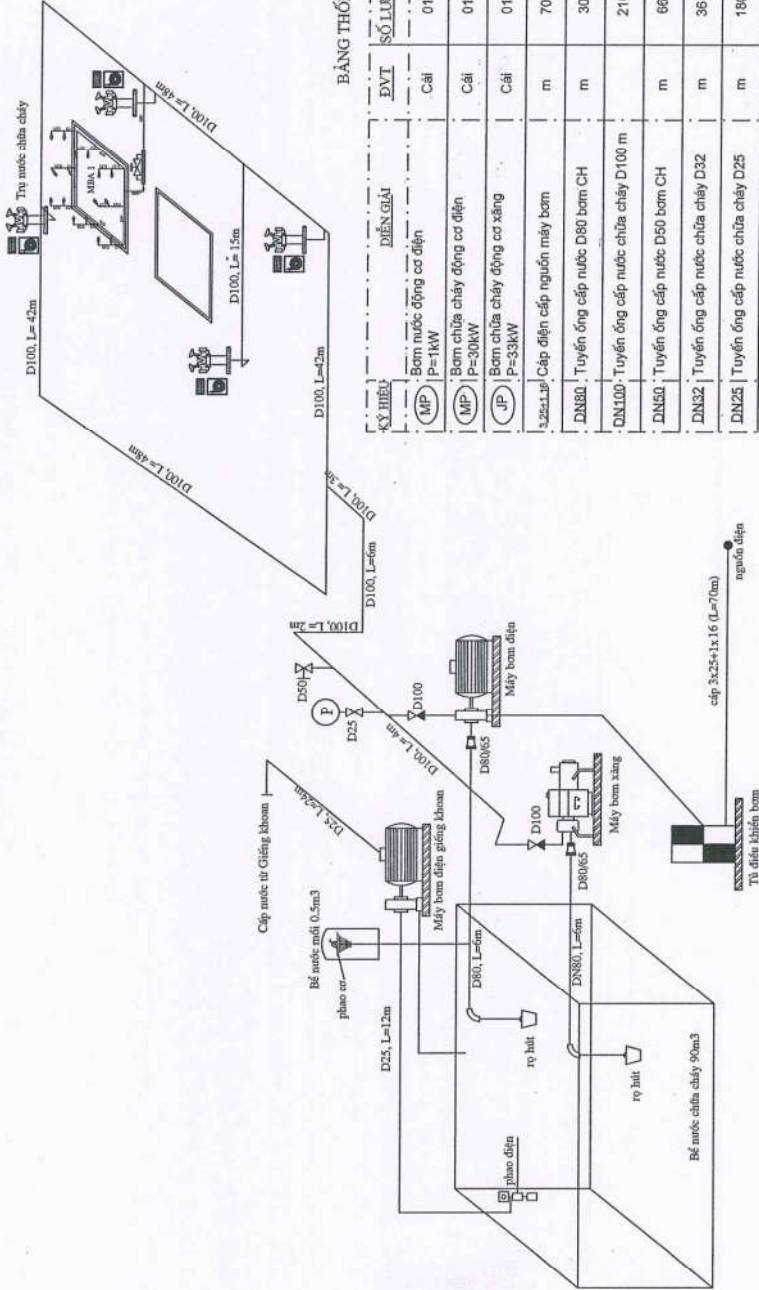 Trụ nước chữa cháy
D100, L= 42m
MBA 1
D100, L= 48m
D100, L= 15m
D100, L=48m
D100, L=42m
D100, L= 3m
D100, L=6m
D100, L= 2m
D50
P
D25
D100
D100, L= 4m
Máy bơm điện
D80/65
Cấp nước từ Giếng khoan
D25, L=24m
Máy bơm điện giếng khoan
Bể nước mồi 0.5m3
phao cơ
D25, L=12m
D80, L=6m
D100
Máy bơm xăng
D80/65
DN80, L=6m
rọ hút
rọ hút
phao điện
Bể nước chữa cháy 90m3
cáp 3x25+1x16 (L=70m)
nguồn điện
Tủ điều khiển bơm
KÝ HIỆU DIỄN GIẢI ĐVT
MP Bơm nước động cơ điện P=1kW Cái 01
MP Bơm chữa cháy động cơ điện P=30kW Cái 01
JP Bơm chữa cháy động cơ xăng P=33kW Cái 01
3.25+1.16 Cáp điện cấp nguồn máy bơm m 70
DN80 Tuyến ống cấp nước D80 bơm CH m 30
DN100 Tuyến ống cấp nước chữa cháy D100 m
DN50 Tuyến ống cấp nước D50 bơm CH m 66
DN32 Tuyến ống cấp nước chữa cháy D32 m 36
DN25 Tuyến ống cấp nước chữa cháy D25 m